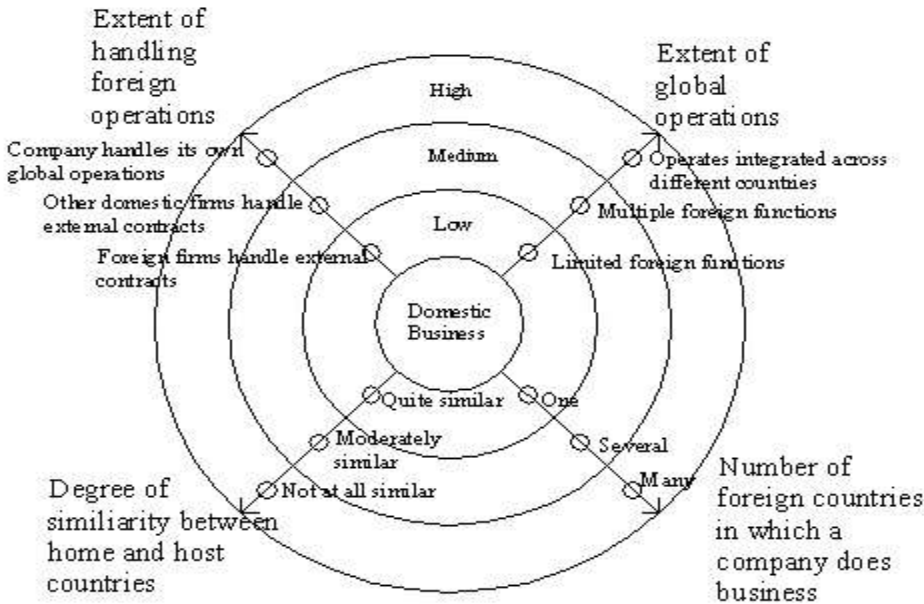 Extent of
handling
foreign
operations
Extent of
global
operations
High
Medium
Low
Domestic
Business
Company handles its own
global operations
Other domestic firms handle
external contracts
Foreign firms handle external
contracts
Operates integrated across
different countries
Multiple foreign functions
Limited foreign functions
Quite similar
Moderately
similar
Not at all similar
One
Several
Many
Degree of
similiarity between
home and host
countries
Number of
foreign countries
in which a
company does
business